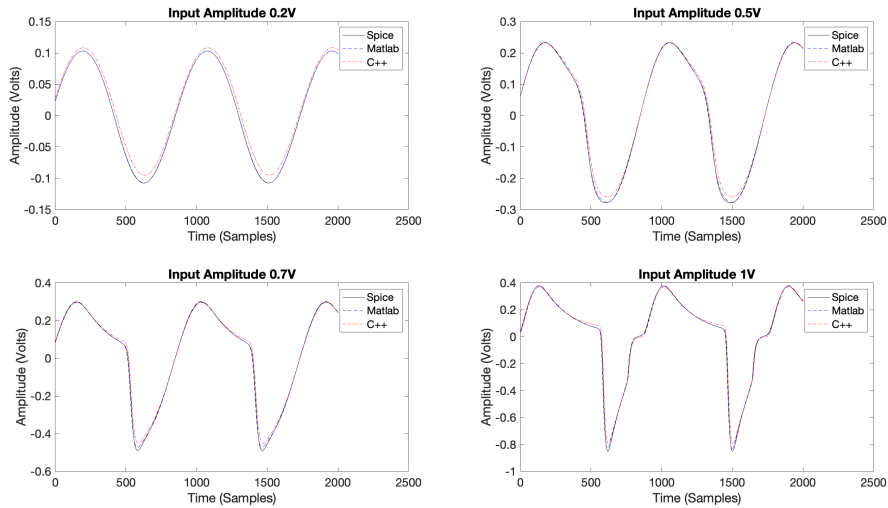 Input Amplitude 0.2V
Amplitude (Volts)
0.15
0.1
0.05
0
-0.05
-0.1
-0.15
0 500 1000 1500 2000 2500
Time (Samples)
Spice
Matlab
C++
Input Amplitude 0.5V
Amplitude (Volts)
0.3
0.2
0.1
0
-0.1
-0.2
-0.3
0 500 1000 1500 2000 2500
Time (Samples)
Spice
Matlab
C++
Input Amplitude 0.7V
Amplitude (Volts)
0.4
0.2
0
-0.2
-0.4
-0.6
0 500 1000 1500 2000 2500
Time (Samples)
Spice
Matlab
C++
Input Amplitude 1V
Amplitude (Volts)
0.4
0.2
0
-0.2
-0.4
-0.6
-0.8
-1
0 500 1000 1500 2000 2500
Time (Samples)
Spice
Matlab
C++